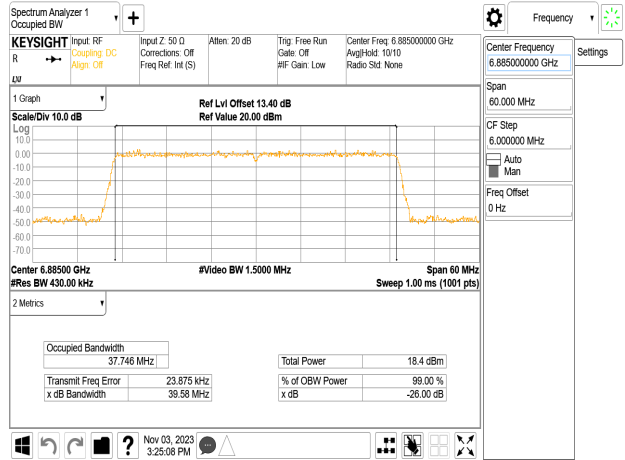 Spectrum Analyzer 1
Occupied BW
Frequency
KEYSIGHT
R
Input: RF
Coupling: DC
Align: Off
Input Z: 50 Ω
Corrections: Off
Freq Ref: Int (S)
Atten: 20 dB
Trig: Free Run
Gate: Off
#IF Gain: Low
Center Freq: 6.885000000 GHz
Avg|Hold: 10/10
Radio Std: None
1 Graph
Scale/Div 10.0 dB
Ref Lvl Offset 13.40 dB
Ref Value 20.00 dBm
Log
10.0
0.00
-10.0
-20.0
-30.0
-40.0
-50.0
-60.0
-70.0
Center 6.88500 GHz
#Res BW 430.00 kHz
#Video BW 1.5000 MHz
Span 60 MHz
Sweep 1.00 ms (1001 pts)
2 Metrics
Occupied Bandwidth
37.746 MHz
Transmit Freq Error 23.875 kHz
x dB Bandwidth 39.58 MHz
Total Power 18.4 dBm
% of OBW Power 99.00 %
x dB -26.00 dB
Nov 03, 2023
3:25:08 PM
Center Frequency
6.885000000 GHz
Settings
Span
60.000 MHz
CF Step
6.000000 MHz
Auto
Man
Freq Offset
0 Hz